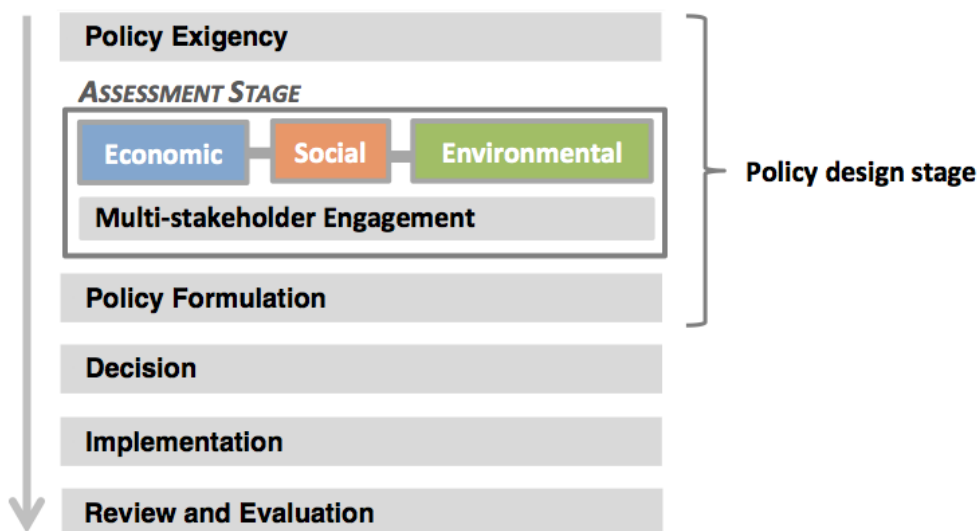 Policy Exigency
ASSESSMENT STAGE
Economic
Social
Environmental
Policy design stage
Multi-stakeholder Engagement
Policy Formulation
Decision
Implementation
Review and Evaluation